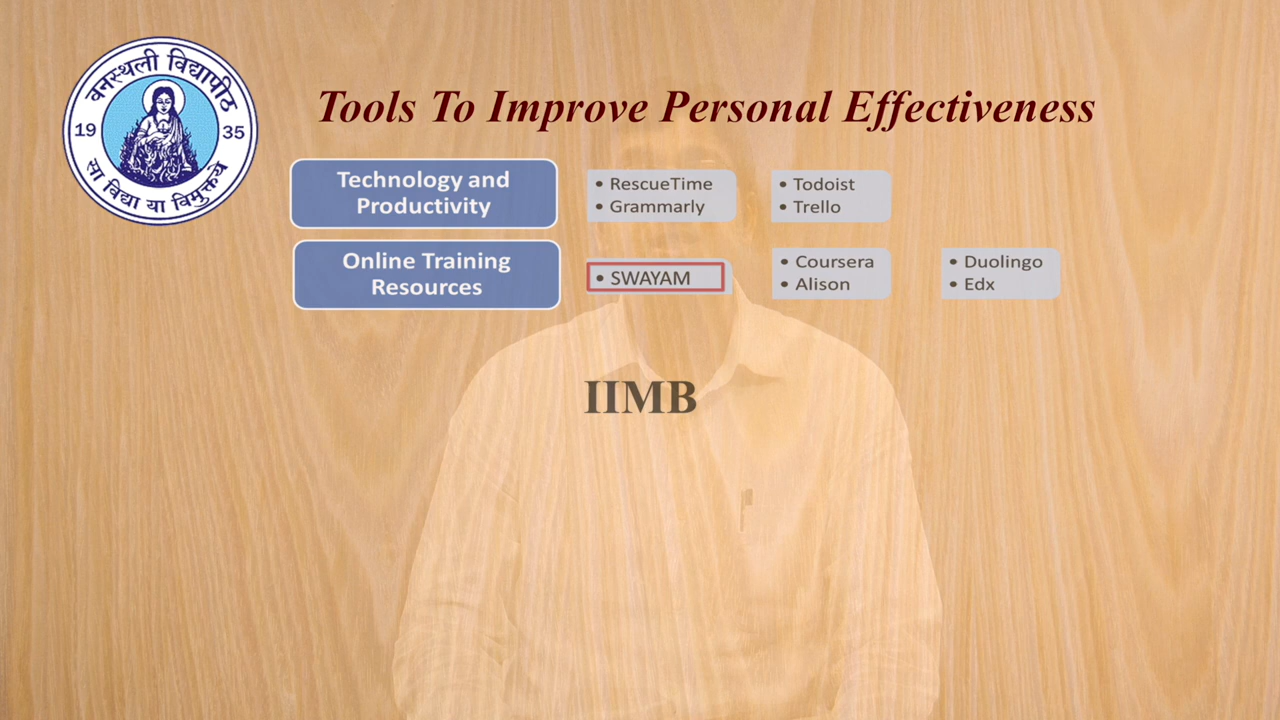 वनस्थली विद्यापीठ
19 35
सा विद्या या विमुक्तये
Tools To Improve Personal Effectiveness
Technology and
Productivity
• RescueTime
• Grammarly
• Todoist
• Trello
Online Training
Resources
• SWAYAM
• Coursera
• Alison
• Duolingo
• Edx
IIMB